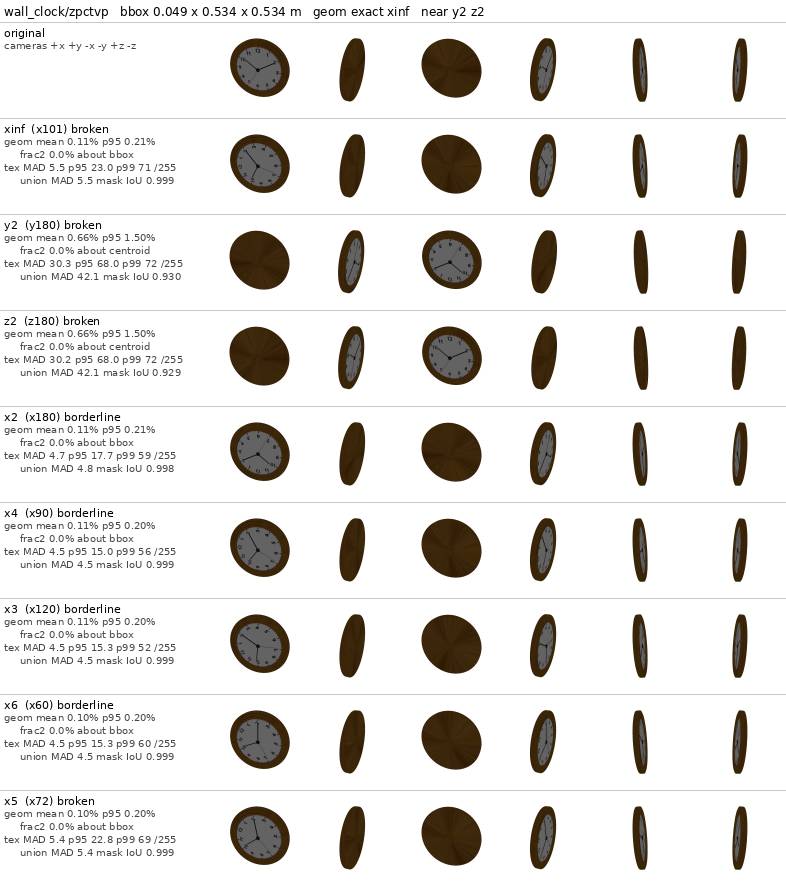 wall_clock/zpctvp bbox 0.049 x 0.534 x 0.534 m geom exact xinf near y2 z2
original
cameras +x +y -x -y +z -z
xinf (x101) broken
geom mean 0.11% p95 0.21%
frac2 0.0% about bbox
tex MAD 5.5 p95 23.0 p99 71 /255
union MAD 5.5 mask IoU 0.999
y2 (y180) broken
geom mean 0.66% p95 1.50%
frac2 0.0% about centroid
tex MAD 30.3 p95 68.0 p99 72 /255
union MAD 42.1 mask IoU 0.930
z2 (z180) broken
geom mean 0.66% p95 1.50%
frac2 0.0% about centroid
tex MAD 30.2 p95 68.0 p99 72 /255
union MAD 42.1 mask IoU 0.929
x2 (x180) borderline
geom mean 0.11% p95 0.21%
frac2 0.0% about bbox
tex MAD 4.7 p95 17.7 p99 59 /255
union MAD 4.8 mask IoU 0.998
x4 (x90) borderline
geom mean 0.11% p95 0.20%
frac2 0.0% about bbox
tex MAD 4.5 p95 15.0 p99 56 /255
union MAD 4.5 mask IoU 0.999
x3 (x120) borderline
geom mean 0.11% p95 0.20%
frac2 0.0% about bbox
tex MAD 4.5 p95 15.3 p99 52 /255
union MAD 4.5 mask IoU 0.999
x6 (x60) borderline
geom mean 0.10% p95 0.20%
frac2 0.0% about bbox
tex MAD 4.5 p95 15.3 p99 60 /255
union MAD 4.5 mask IoU 0.999
x5 (x72) broken
geom mean 0.10% p95 0.20%
frac2 0.0% about bbox
tex MAD 5.4 p95 22.8 p99 69 /255
union MAD 5.4 mask IoU 0.999